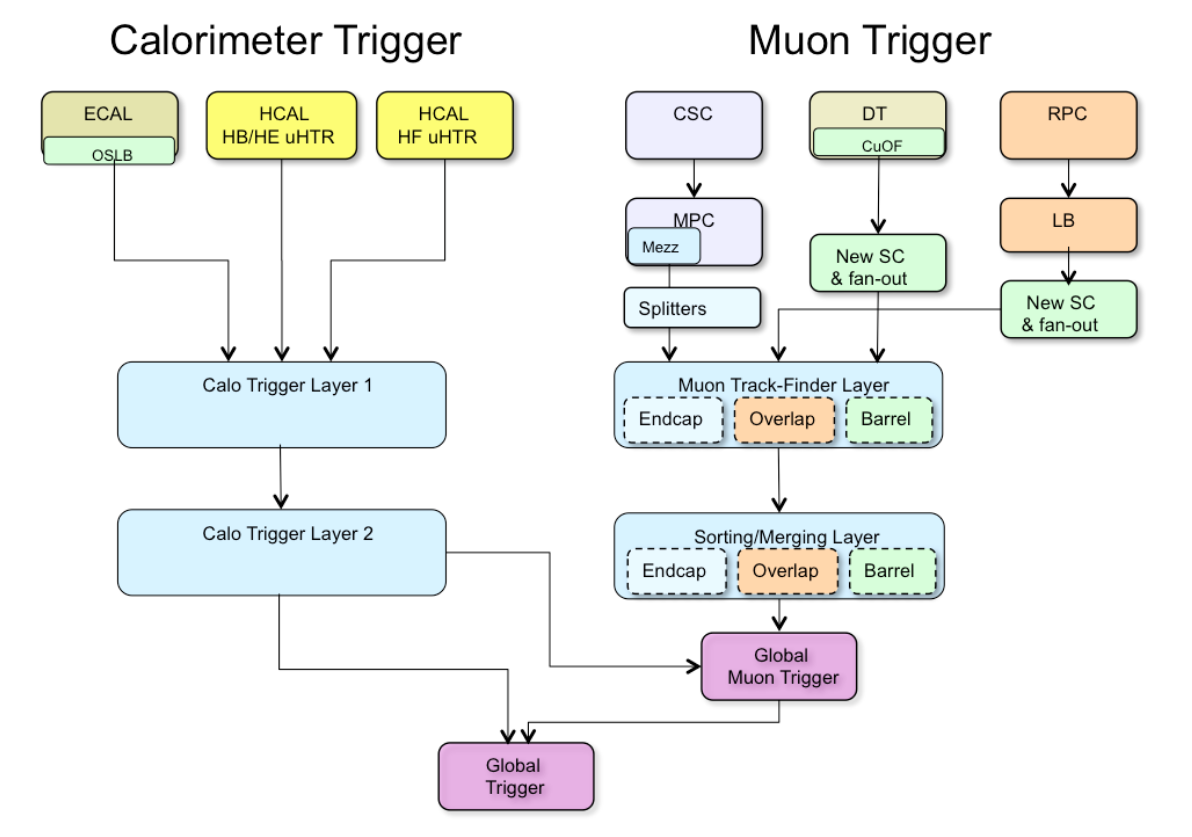 Calorimeter Trigger
Muon Trigger
ECAL
OSLB
HCAL
HB/HE uHTR
HCAL
HF uHTR
CSC
DT
CuOF
RPC
MPC
Mezz
LB
New SC
& fan-out
Splitters
New SC
& fan-out
Calo Trigger Layer 1
Muon Track-Finder Layer
Endcap
Overlap
Barrel
Calo Trigger Layer 2
Sorting/Merging Layer
Endcap
Overlap
Barrel
Global
Muon Trigger
Global
Trigger